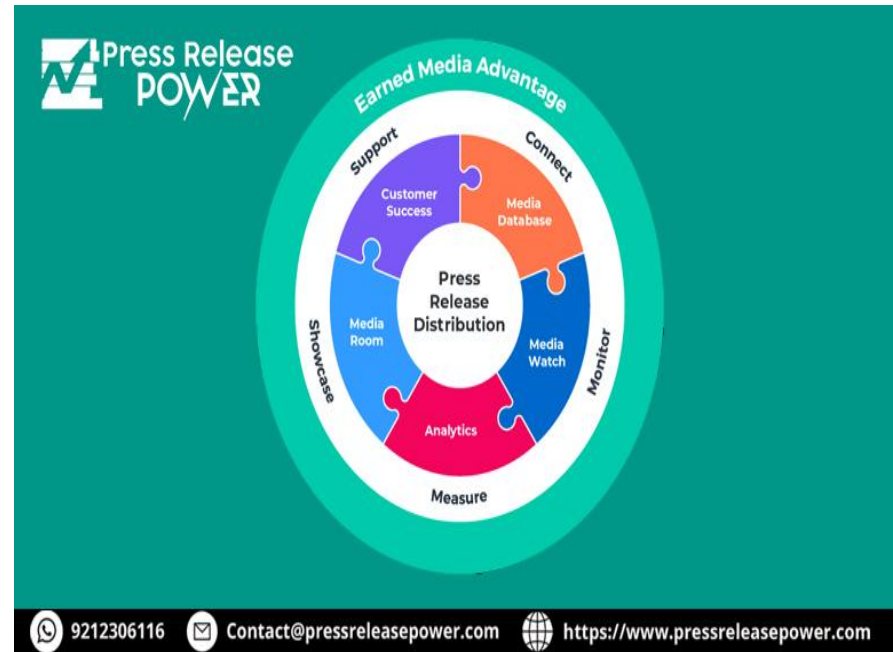 Press Release
POWER
Earned Media Advantage
Support
Connect
Customer
Success
Media
Database
Press
Release
Distribution
Media
Room
Media
Watch
Showcase
Monitor
Analytics
Measure
9212306116
Contact@pressreleasepower.com
https://www.pressreleasepower.com